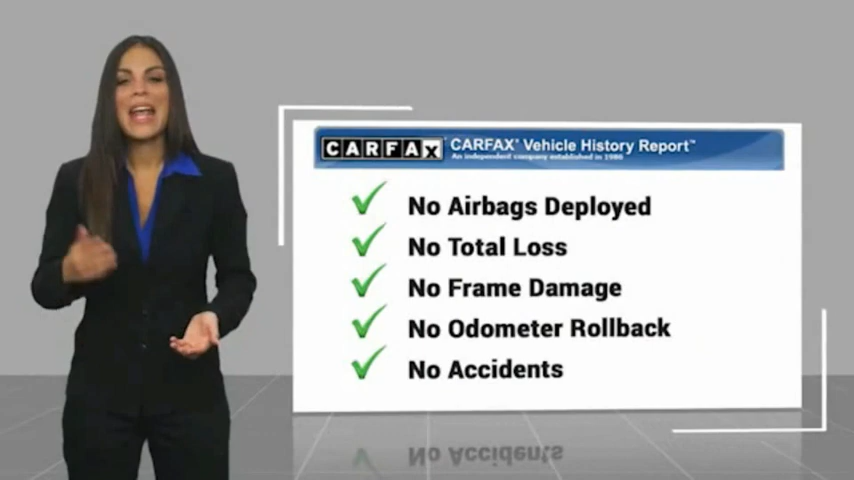 CARFAX
CARFAX® Vehicle History Report™
An independent company established in 1986
No Airbags Deployed
No Total Loss
No Frame Damage
No Odometer Rollback
No Accidents
No Accidents